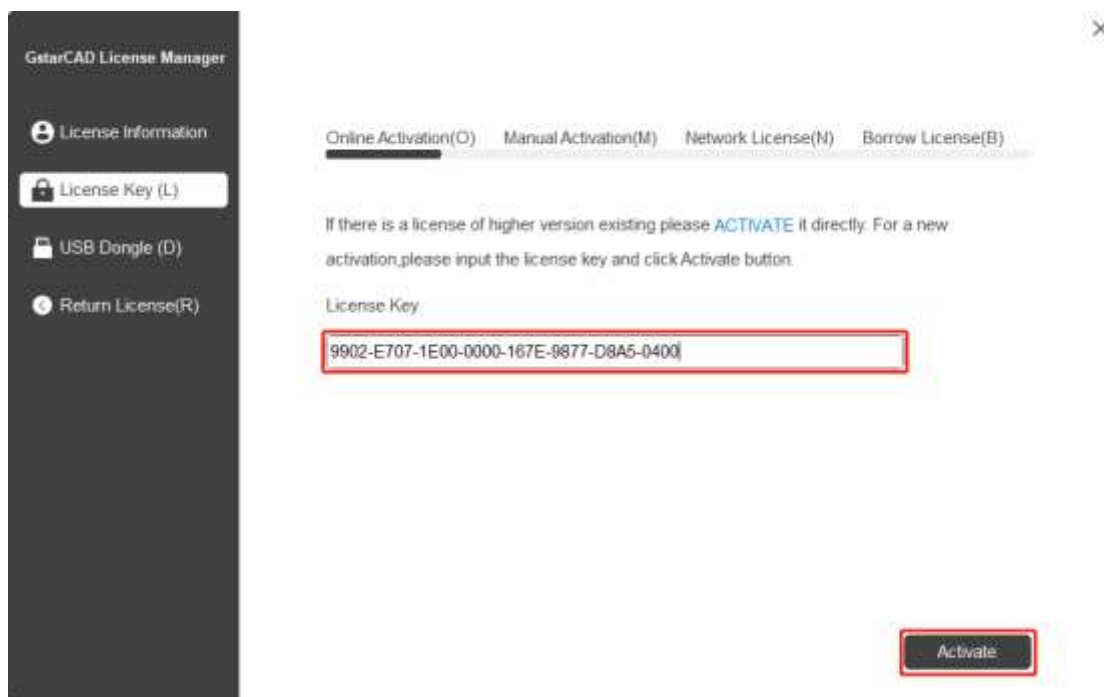 GstarCAD License Manager
License Information
License Key (L)
USB Dongle (D)
Return License(R)
Online Activation(O) Manual Activation(M) Network License(N) Borrow License(B)
If there is a license of higher version existing please ACTIVATE it directly. For a new
activation,please input the license key and click Activate button.
License Key
9902-E707-1E00-0000-167E-9877-D8A5-0400
Activate